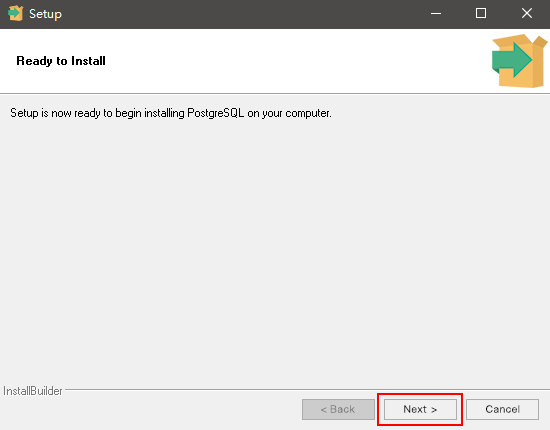 Setup
Ready to Install
Setup is now ready to begin installing PostgreSQL on your computer.
InstallBuilder
< Back
Next >
Cancel